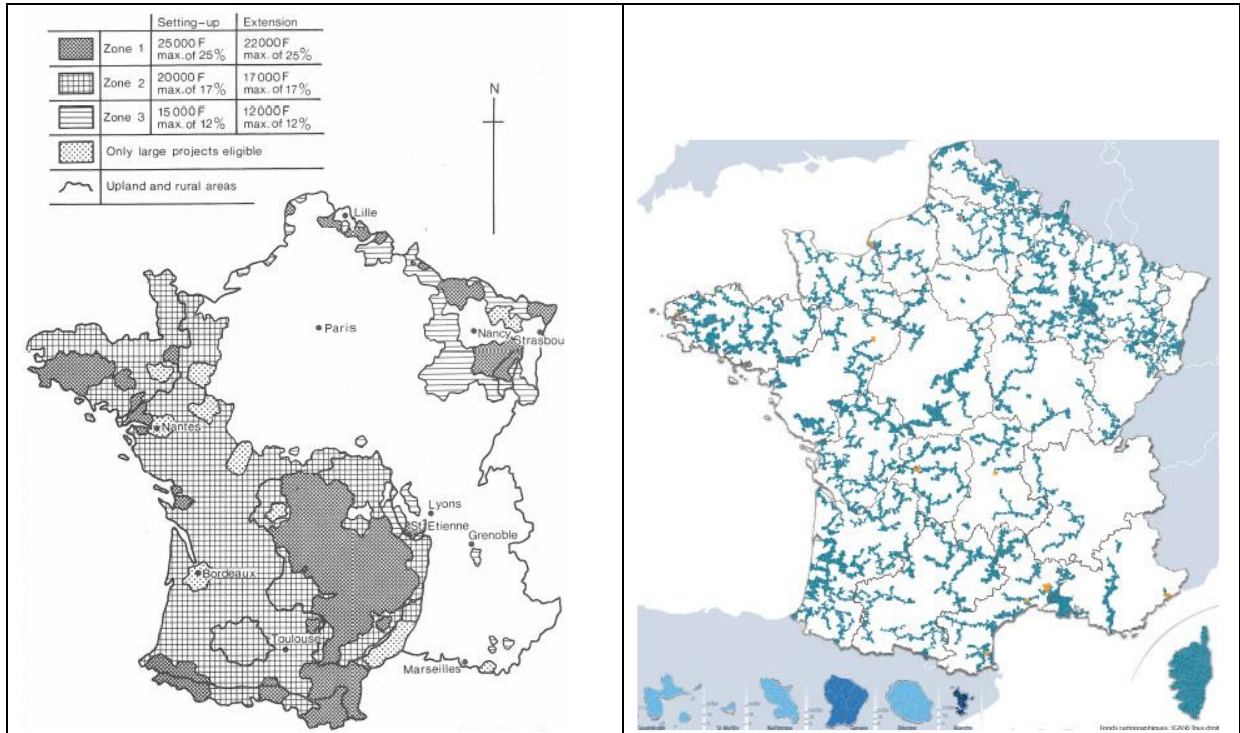 Setting-up Extension
Zone 1 25000F 22000F
max. of 25% max. of 25%
Zone 2 20000F 17000F
max. of 17% max. of 17%
Zone 3 15000F 12000F
max. of 12% max. of 12%
Only large projects eligible
Upland and rural areas
N
Lille
Paris
Nancy
Strasbou
Nantes
Lyons
St.Etienne
Grenoble
Bordeaux
Toulouse
Marseilles